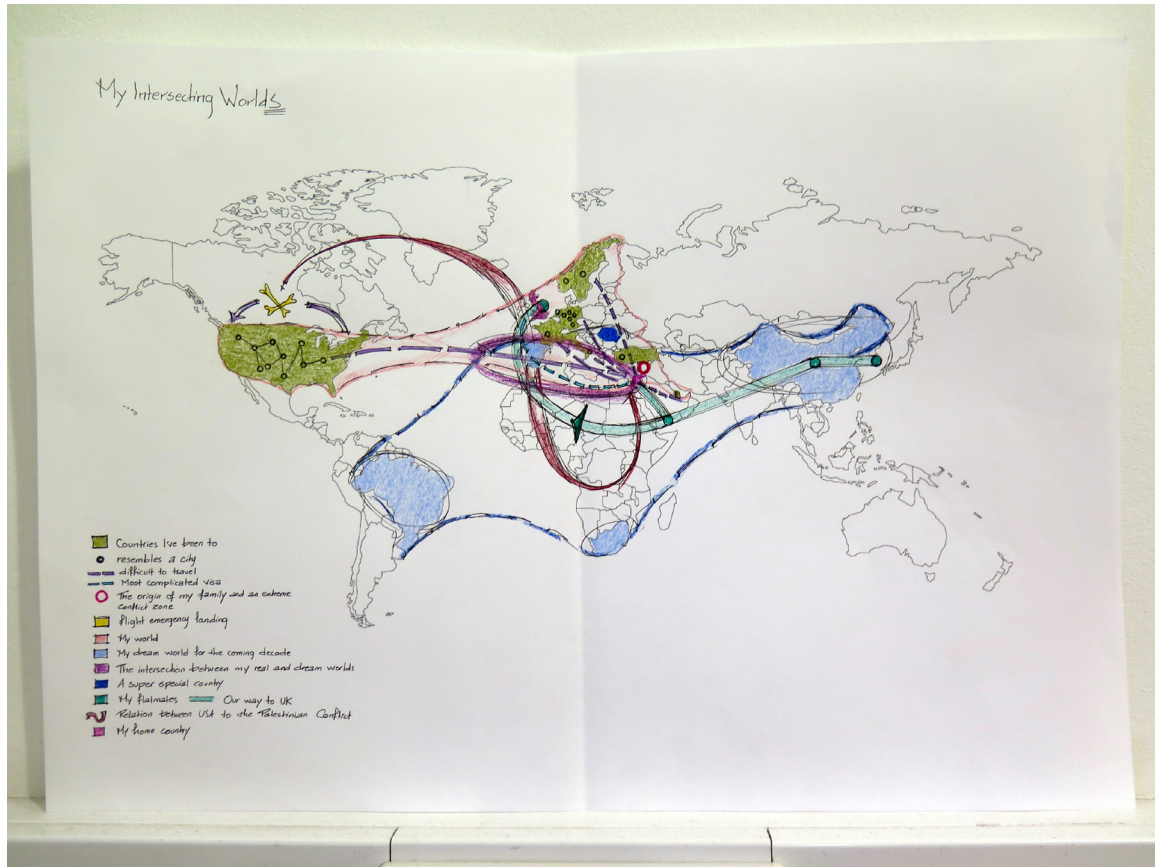 My Intersecting Worlds
Countries I've been to
resembles a city
difficult to travel
Most complicated visa
The origin of my family and an extreme
conflict zone
flight emergency landing
My world
My dream world for the coming decade
The intersection between my real and dream worlds
A super special country
My flatmates Our way to UK
Relation between USA to the Palestinian Conflict
My home country